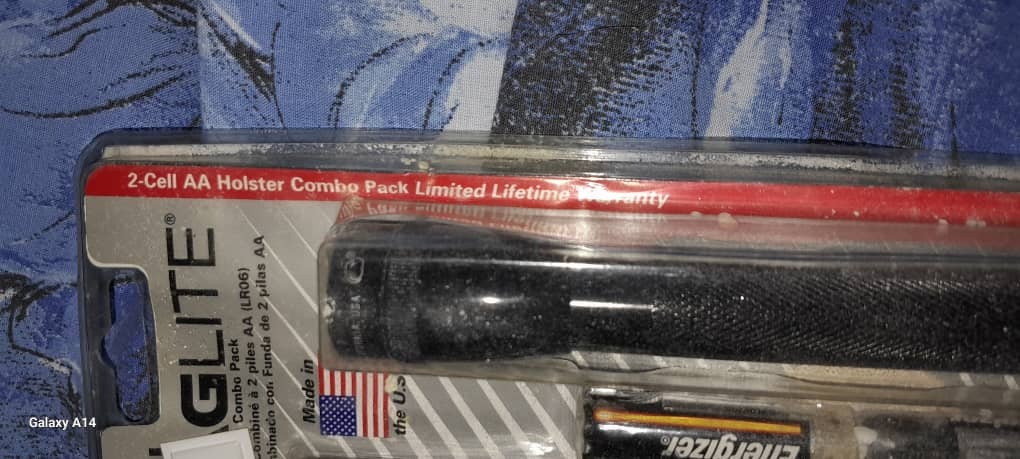 2-Cell AA Holster Combo Pack Limited Lifetime Warranty
GLITE®
Combo Pack
combiné à 2 piles AA (LR06)
binado con Funda de 2 pilas AA
Made in
the U.S
Energizer®
Galaxy A14